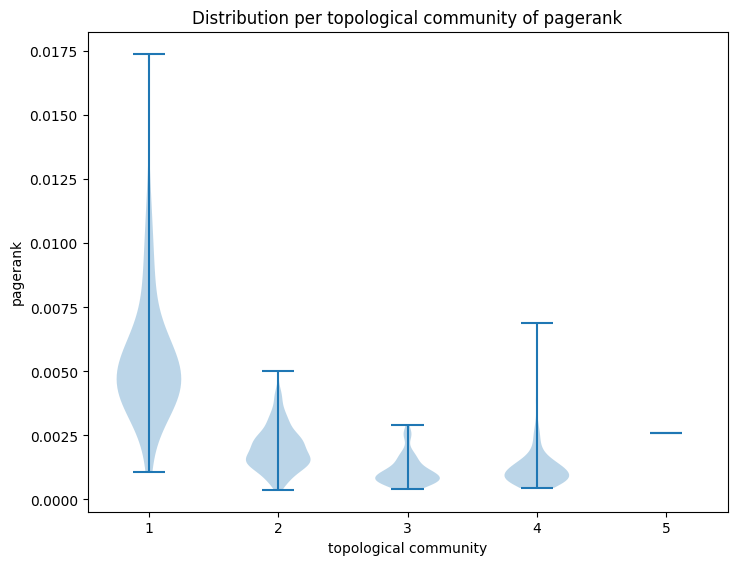 Distribution per topological community of pagerank
0.0175
0.0150
0.0125
0.0100
0.0075
0.0050
0.0025
0.0000
pagerank
1 2 3 4 5
topological community